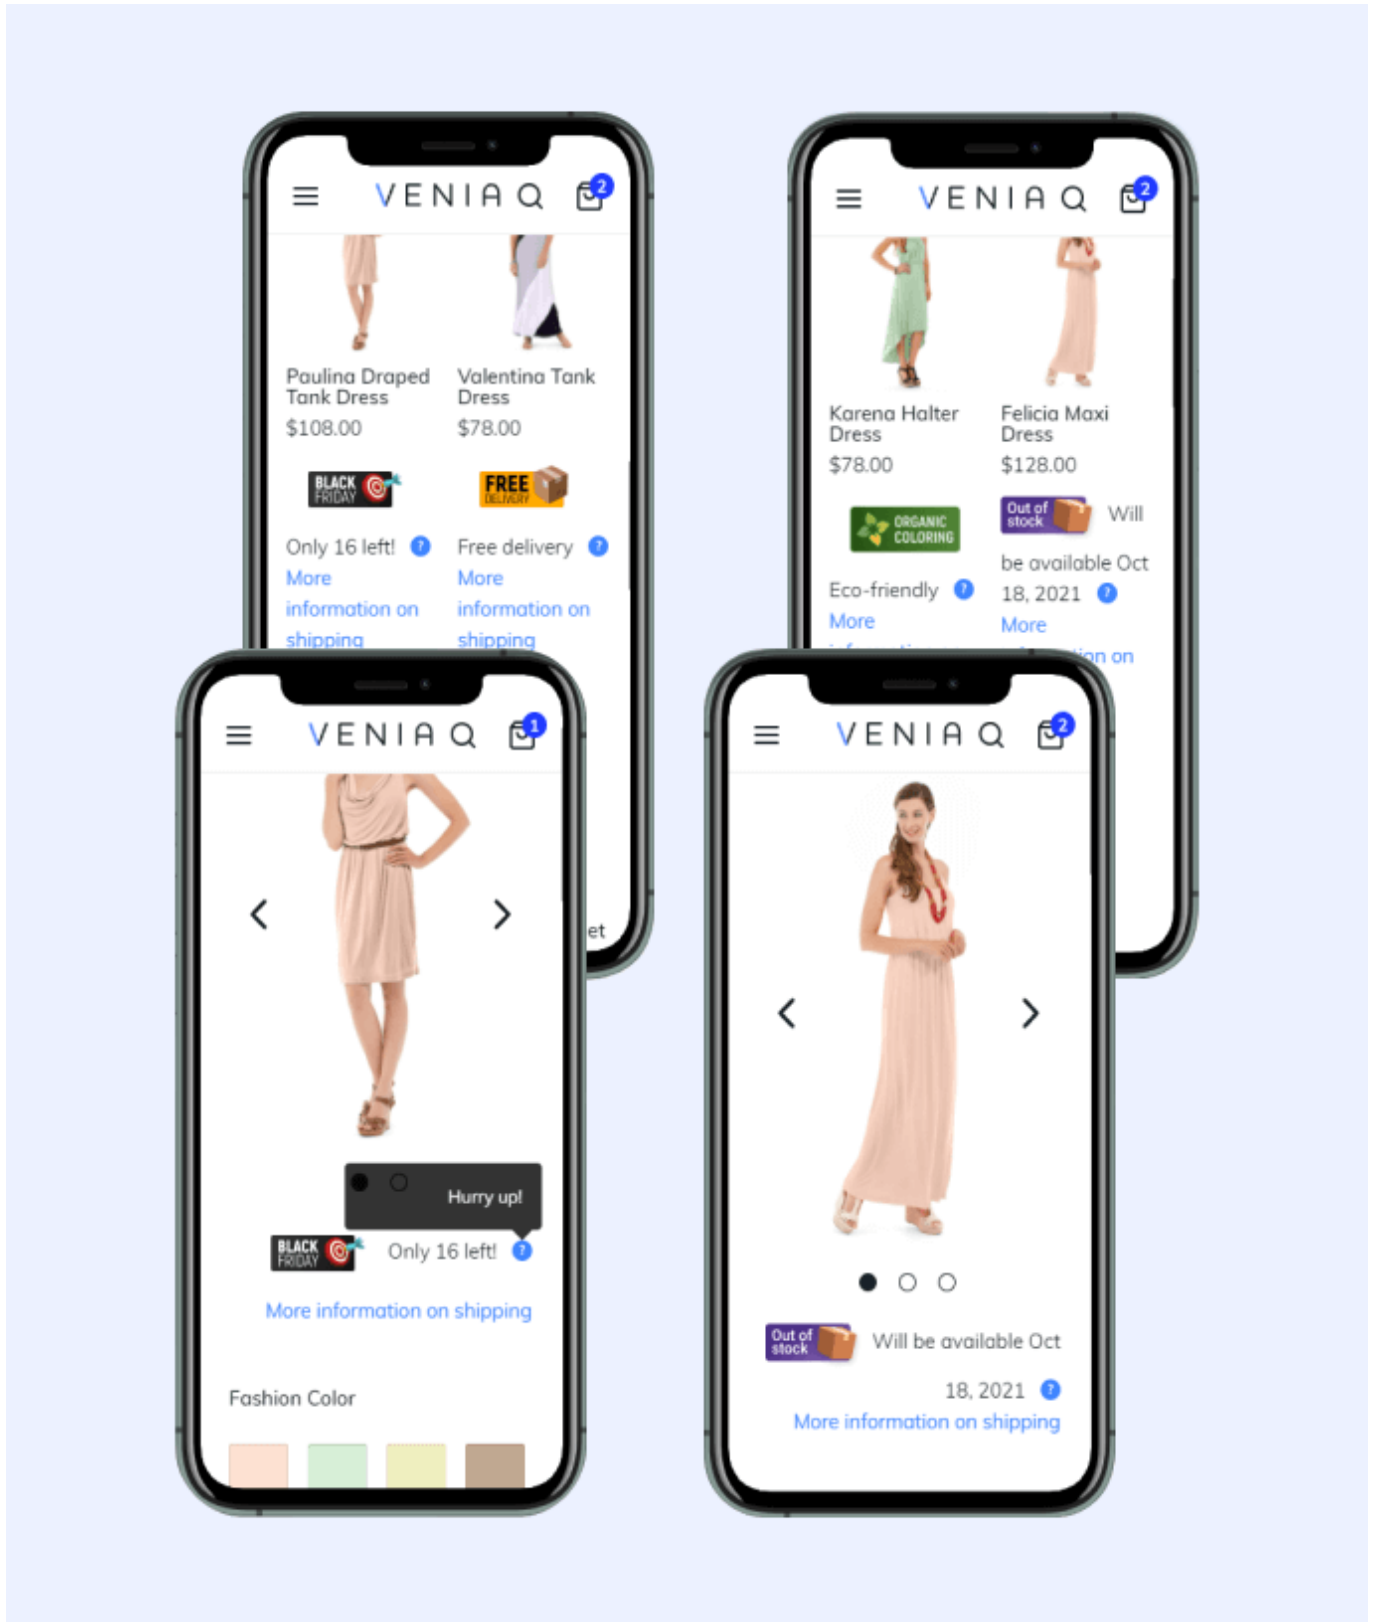 VENIA
2
Paulina Draped
Tank Dress
$108.00
BLACK
FRIDAY
Only 16 left! ?
More
information on
shipping
Valentina Tank
Dress
$78.00
FREE
DELIVERY
Free delivery ?
More
information on
shipping
et
VENIA
2
Karena Halter
Dress
$78.00
ORGANIC
COLORING
Eco-friendly ?
More
Felicia Maxi
Dress
$128.00
Out of
stock
Will
be available Oct
18, 2021 ?
More
on
VENIA
1
Hurry up!
BLACK
FRIDAY
Only 16 left! ?
More information on shipping
Fashion Color
VENIA
2
Out of
stock
Will be available Oct
18, 2021 ?
More information on shipping